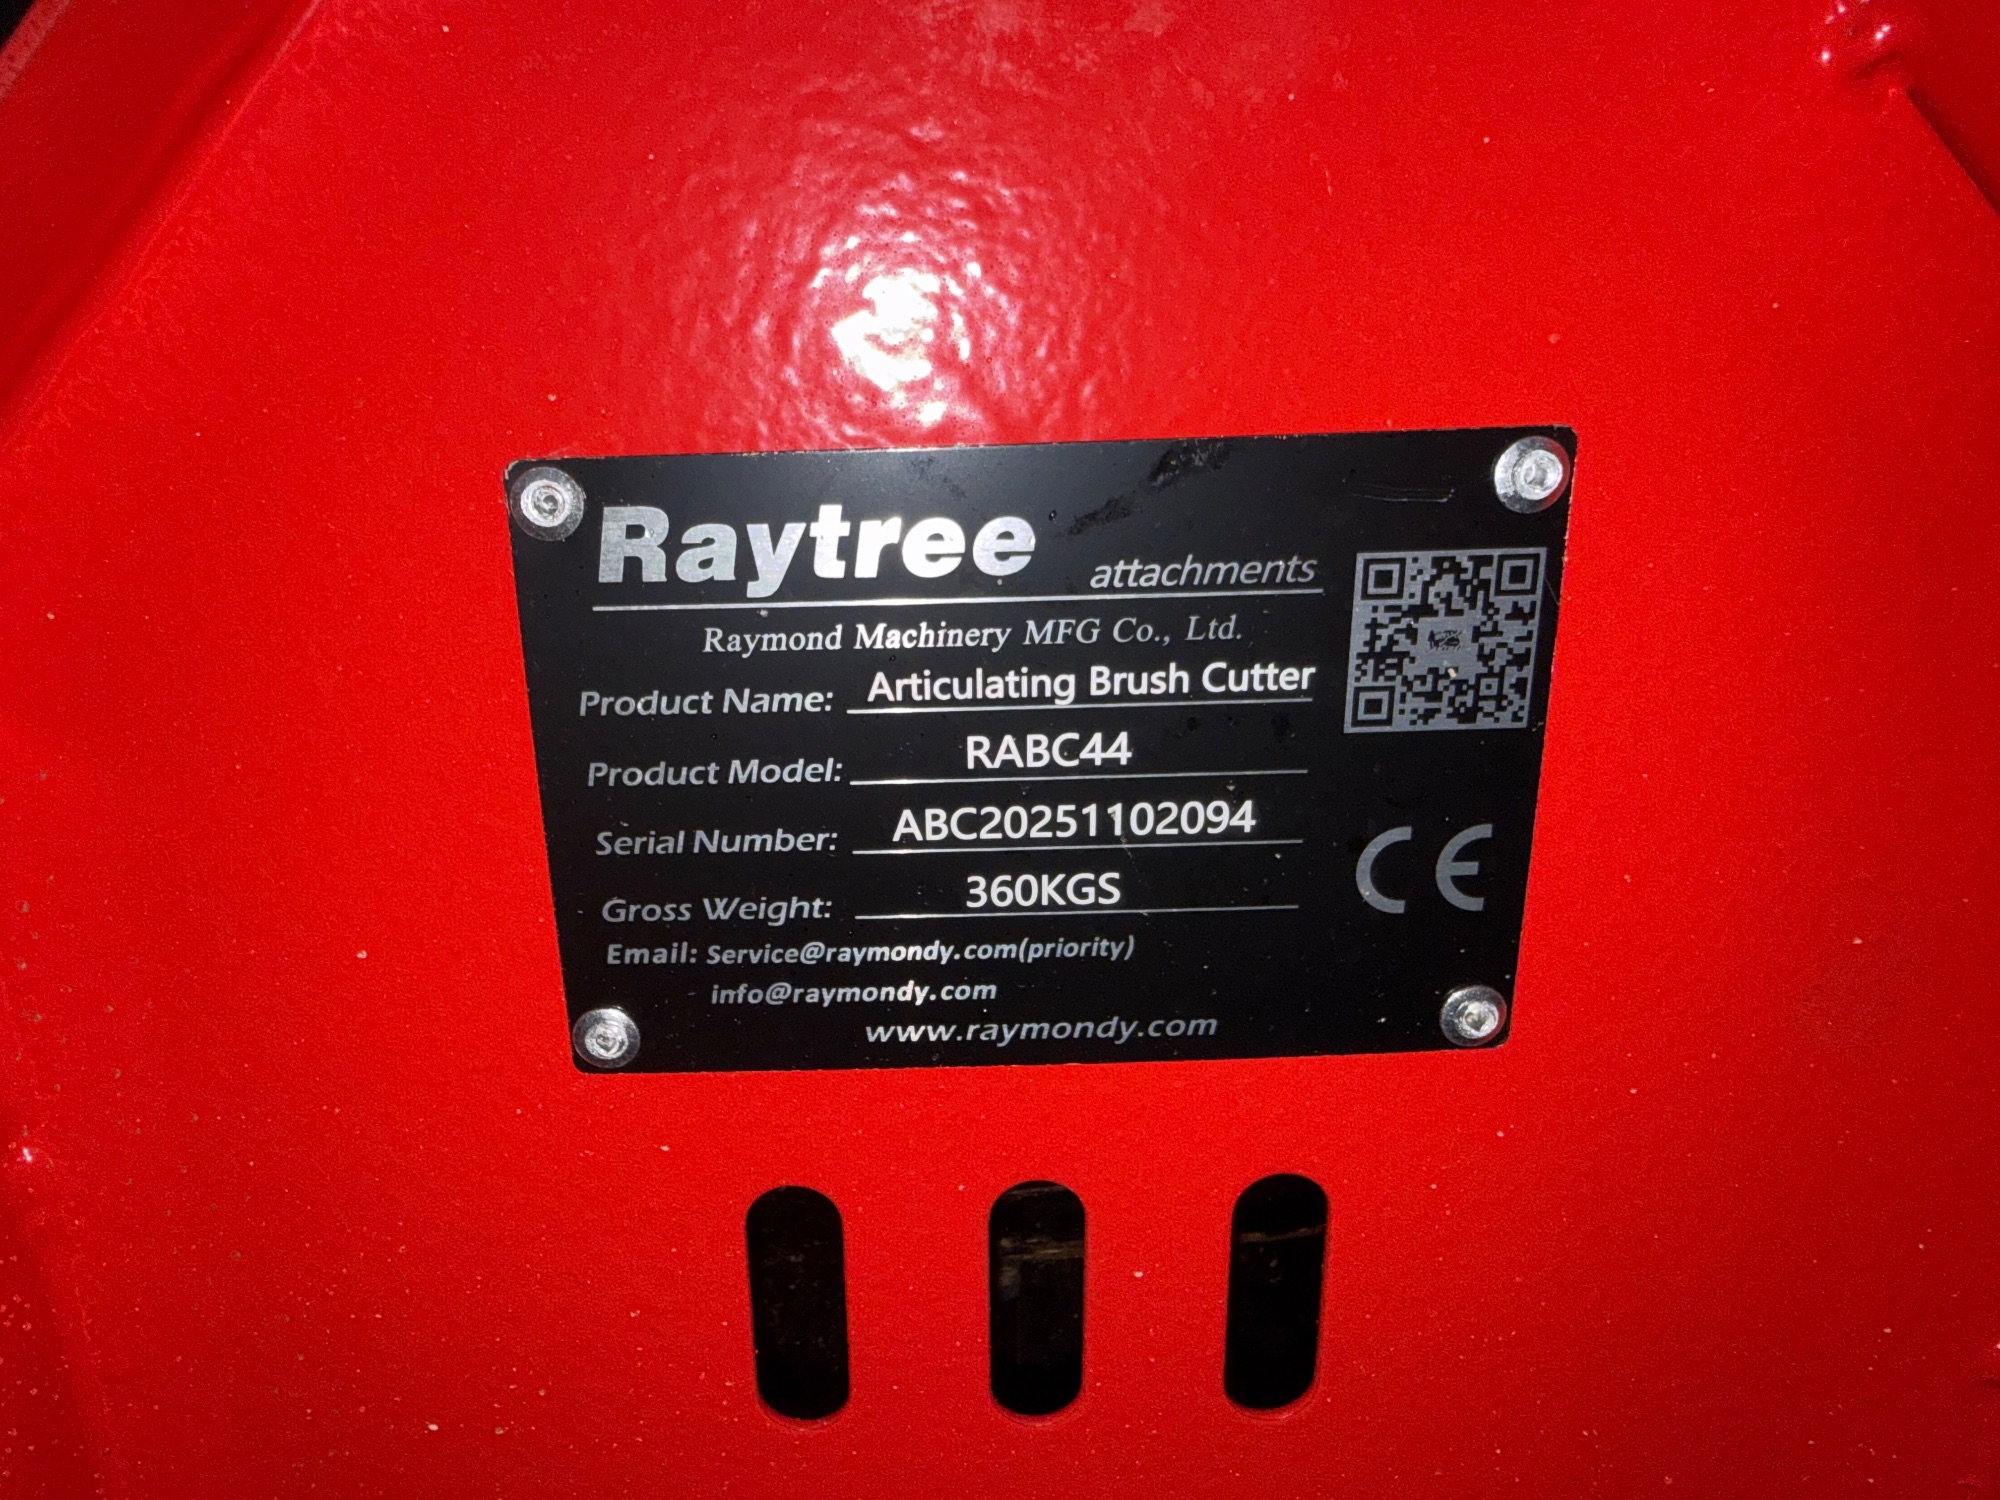 Raytree attachments
Raymond Machinery MFG Co., Ltd.
Product Name: Articulating Brush Cutter
Product Model: RABC44
Serial Number: ABC20251102094
Gross Weight: 360KGS
Email: Service@raymondy.com(priority)
info@raymondy.com
www.raymondy.com
CE